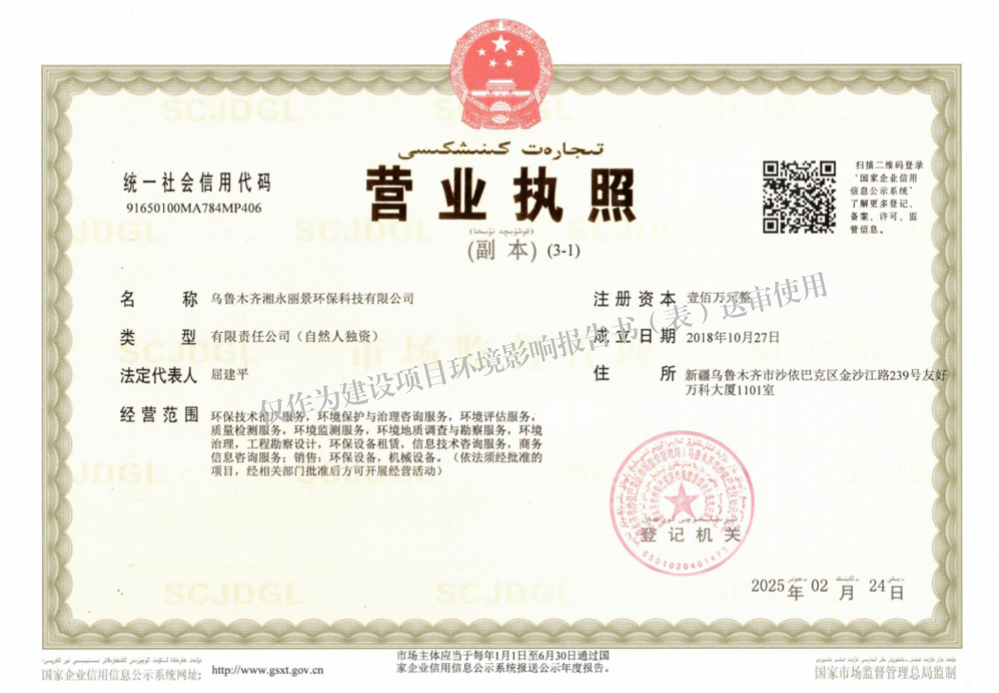 تىجارەت كىنىشكىسى
营业执照
(قوشۇمچە نۇسخا)
(副 本) (3-1)
统一社会信用代码
91650100MA784MP406
扫描二维码登录
‘国家企业信用
信息公示系统’
了解更多登记、
备案、许可、监
管信息。
名 称 乌鲁木齐湘永丽景环保科技有限公司
类 型 有限责任公司（自然人独资）
法定代表人 屈建平
经营范围 环保技术推广服务，环境保护与治理咨询服务，环境评估服务，
质量检测服务，环境监测服务，环境地质调查与勘察服务，环境
治理，工程勘察设计，环保设备租赁，信息技术咨询服务，商务
信息咨询服务；销售：环保设备，机械设备。（依法须经批准的
项目，经相关部门批准后方可开展经营活动）
注册资本 壹佰万元整
成立日期 2018年10月27日
住 所 新疆乌鲁木齐市沙依巴克区金沙江路239号友好
万科大厦1101室
仅作为建设项目环境影响报告书（表）送审使用
登记机关
6501020401473
2025年 02月 24日
国家企业信用信息公示系统网址: http://www.gsxt.gov.cn
市场主体应当于每年1月1日至6月30日通过国
家企业信用信息公示系统报送公示年度报告。
国家市场监督管理总局监制
SCJDGL